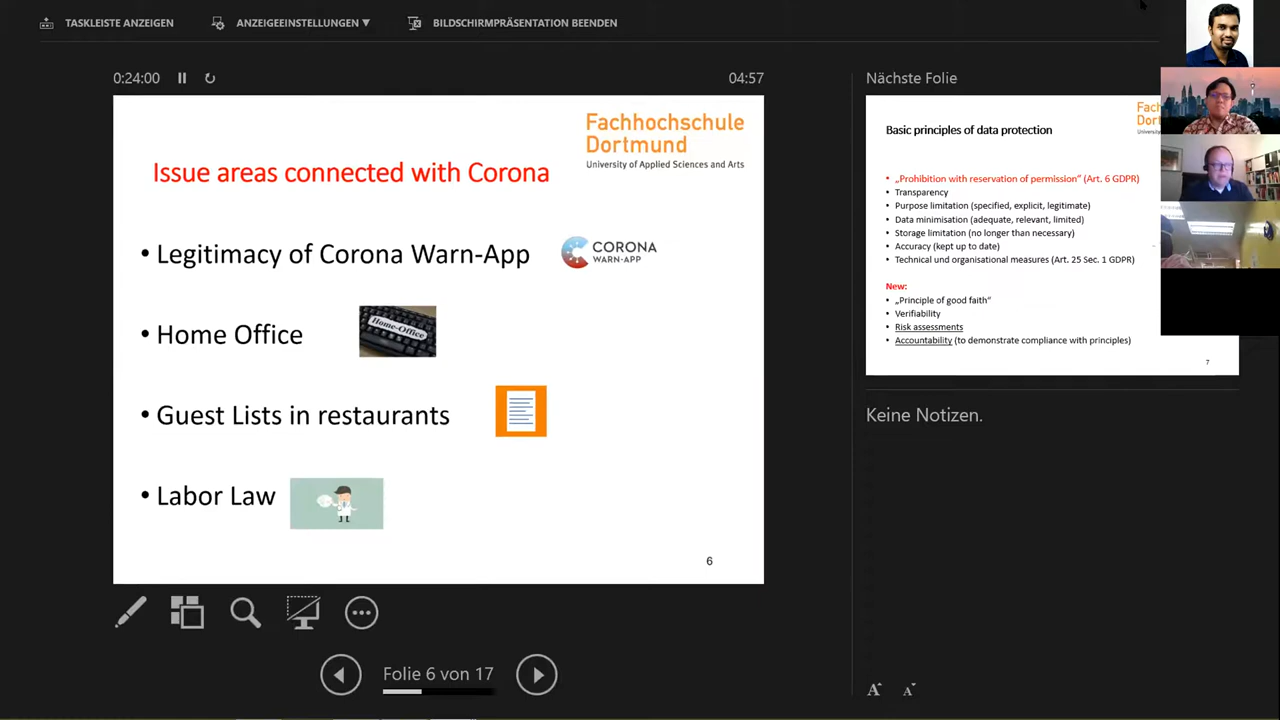 TASKLEISTE ANZEIGEN
ANZEIGEEINSTELLUNGEN ▼
BILDSCHIRMPRÄSENTATION BEENDEN
0:24:00
04:57
Fachhochschule
Dortmund
University of Applied Sciences and Arts
Issue areas connected with Corona
• Legitimacy of Corona Warn-App
CORONA
WARN-APP
• Home Office
Home-Office
• Guest Lists in restaurants
• Labor Law
6
Folie 6 von 17
Nächste Folie
Basic principles of data protection
• „Prohibition with reservation of permission“ (Art. 6 GDPR)
• Transparency
• Purpose limitation (specified, explicit, legitimate)
• Data minimisation (adequate, relevant, limited)
• Storage limitation (no longer than necessary)
• Accuracy (kept up to date)
• Technical und organisational measures (Art. 25 Sec. 1 GDPR)
New:
• „Principle of good faith“
• Verifiability
• Risk assessments
• Accountability (to demonstrate compliance with principles)
7
Keine Notizen.
A A